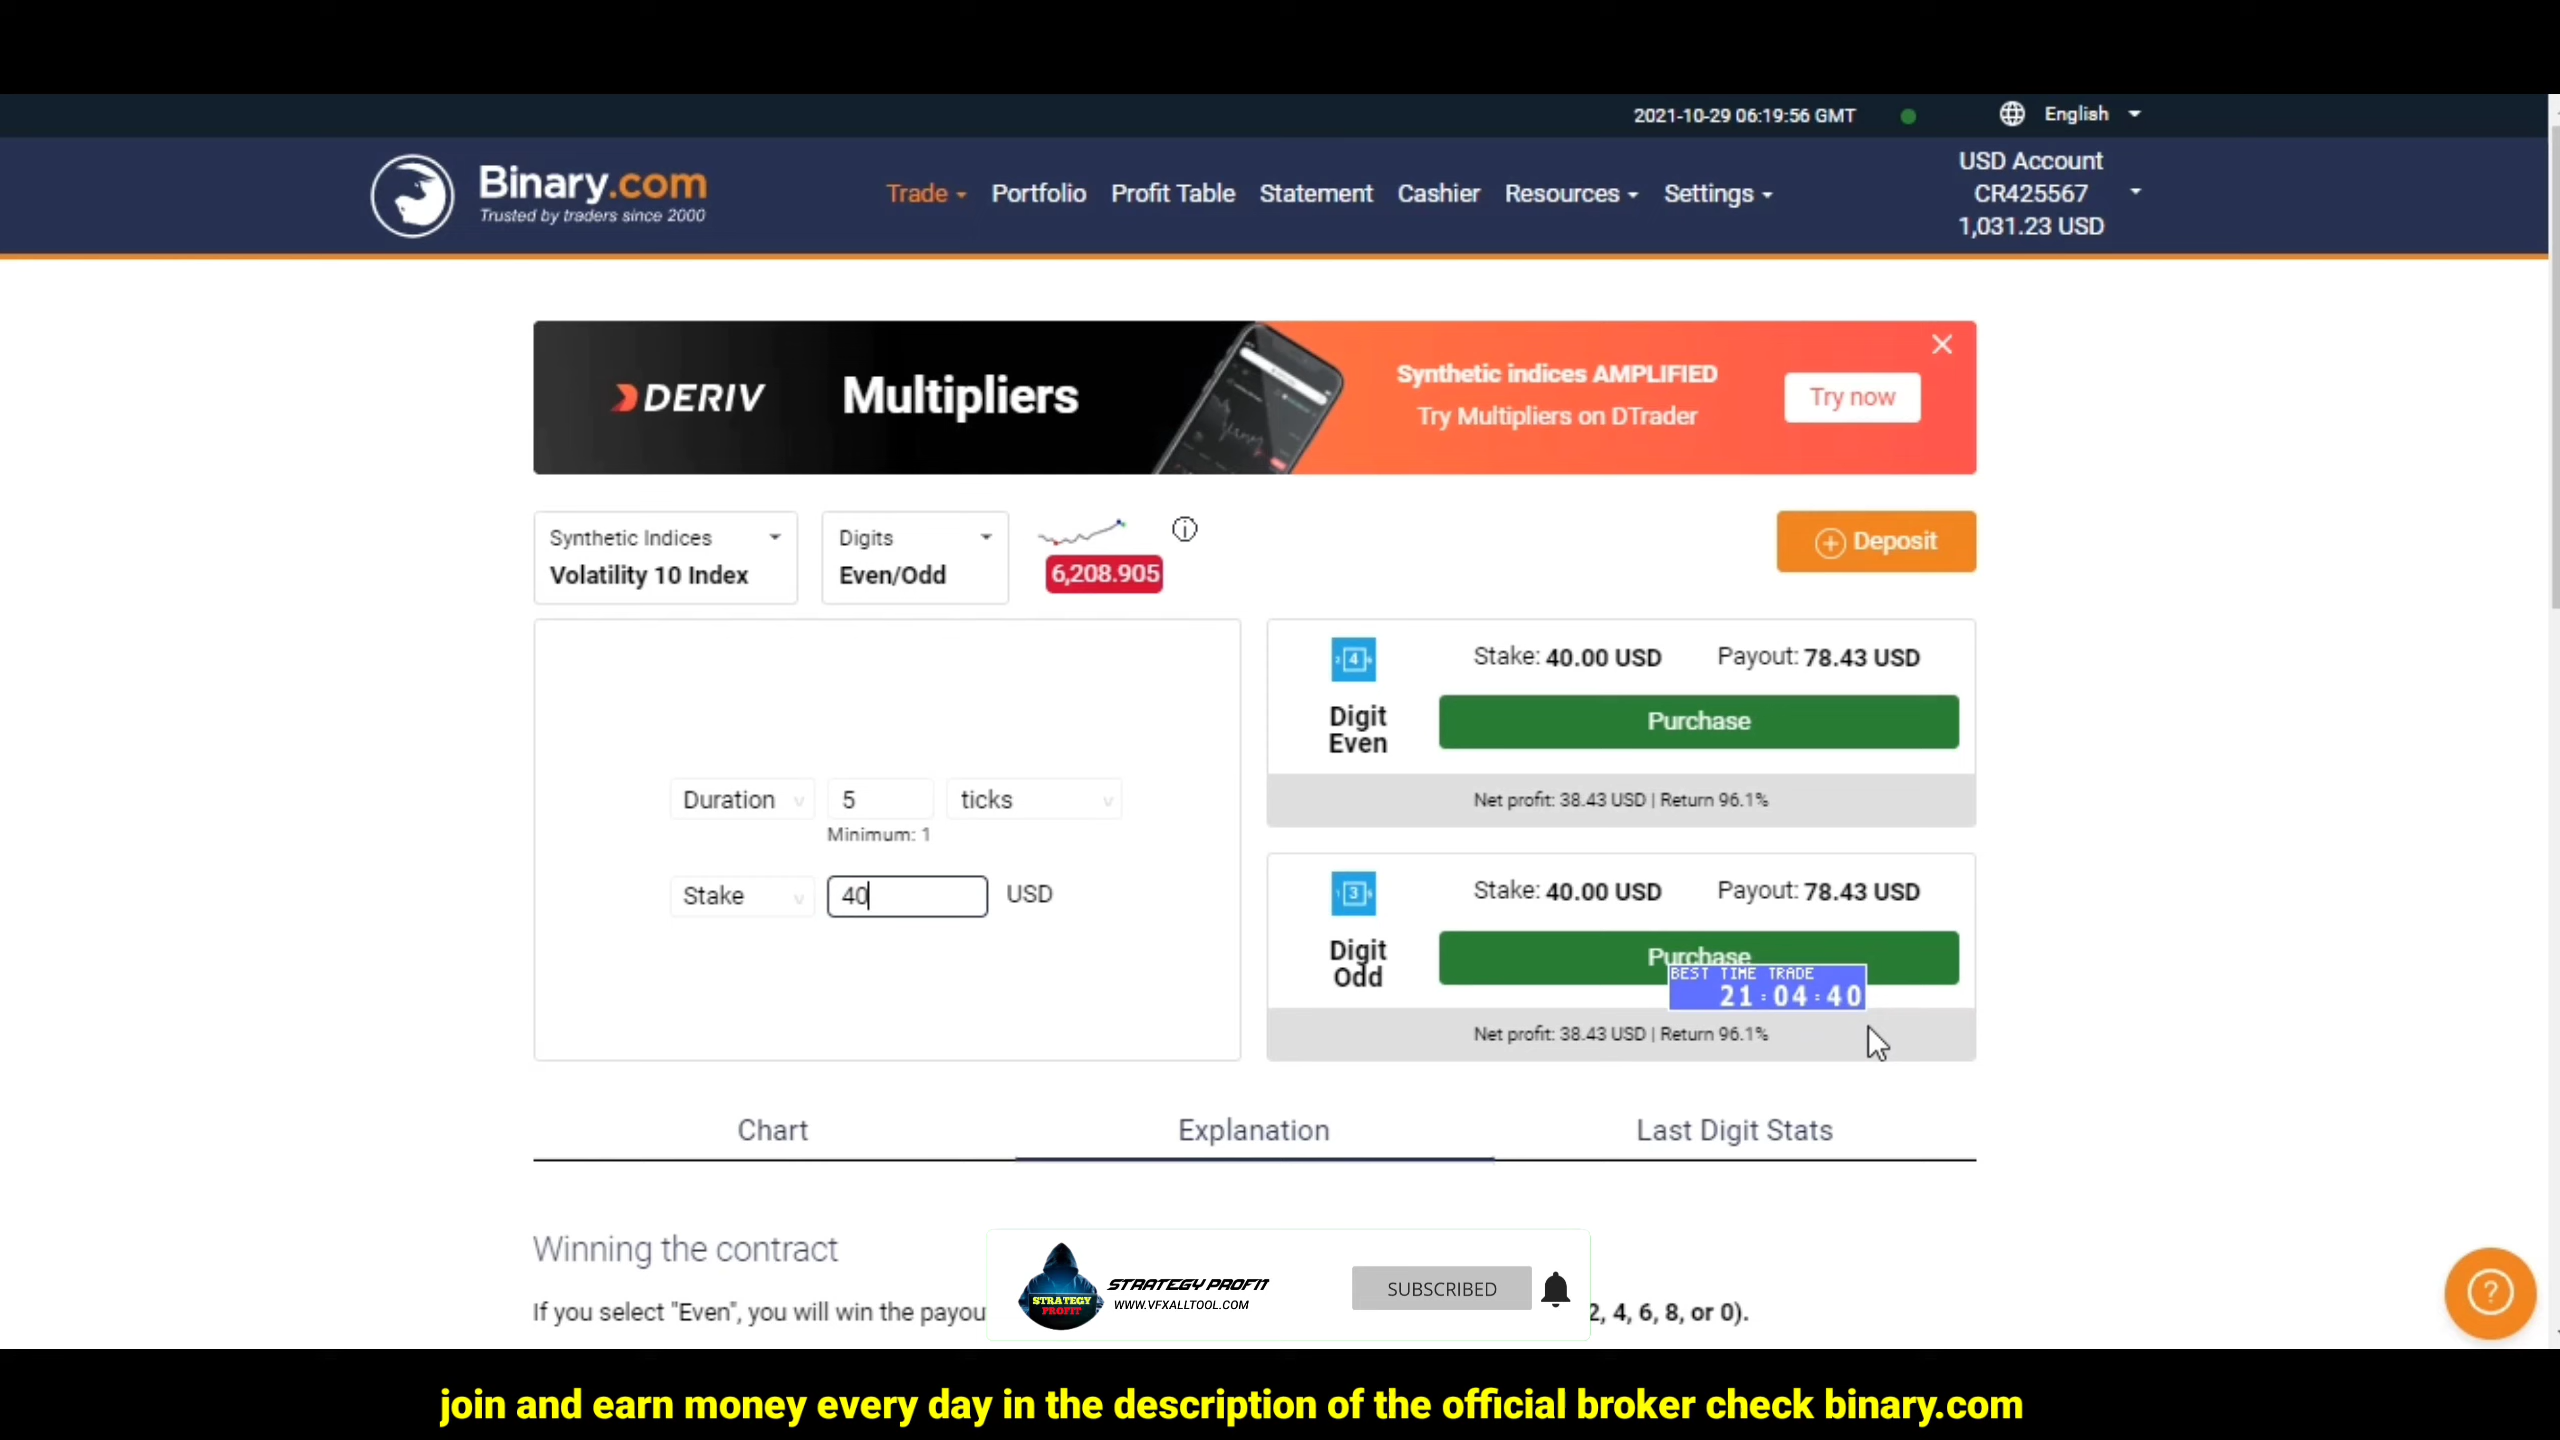 2021-10-29 06:19:56 GMT
English
Binary.com
Trusted by traders since 2000
Trade
Portfolio
Profit Table
Statement
Cashier
Resources
Settings
USD Account
CR425567
1,031.23 USD
DERIV
Multipliers
Synthetic indices AMPLIFIED
Try Multipliers on DTrader
Try now
Synthetic Indices
Volatility 10 Index
Digits
Even/Odd
6,208.905
Deposit
Duration
5
ticks
Minimum: 1
Stake
40
USD
4
Digit
Even
Stake: 40.00 USD
Payout: 78.43 USD
Purchase
Net profit: 38.43 USD | Return 96.1%
3
Digit
Odd
Stake: 40.00 USD
Payout: 78.43 USD
Purchase
BEST TIME TRADE
21:04:40
Net profit: 38.43 USD | Return 96.1%
Chart
Explanation
Last Digit Stats
Winning the contract
If you select "Even", you will win the payou
2, 4, 6, 8, or 0).
STRATEGY
PROFIT
STRATEGY PROFIT
WWW.VFXALLTOOL.COM
SUBSCRIBED
?
join and earn money every day in the description of the official broker check binary.com